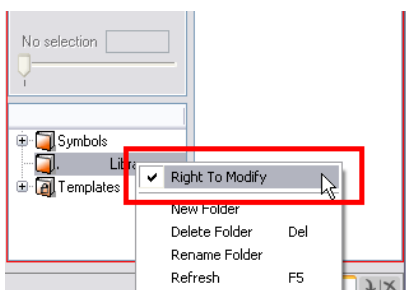 No selection
Symbols
. Libra
Right To Modify
Templates
New Folder
Delete Folder Del
Rename Folder
Refresh F5